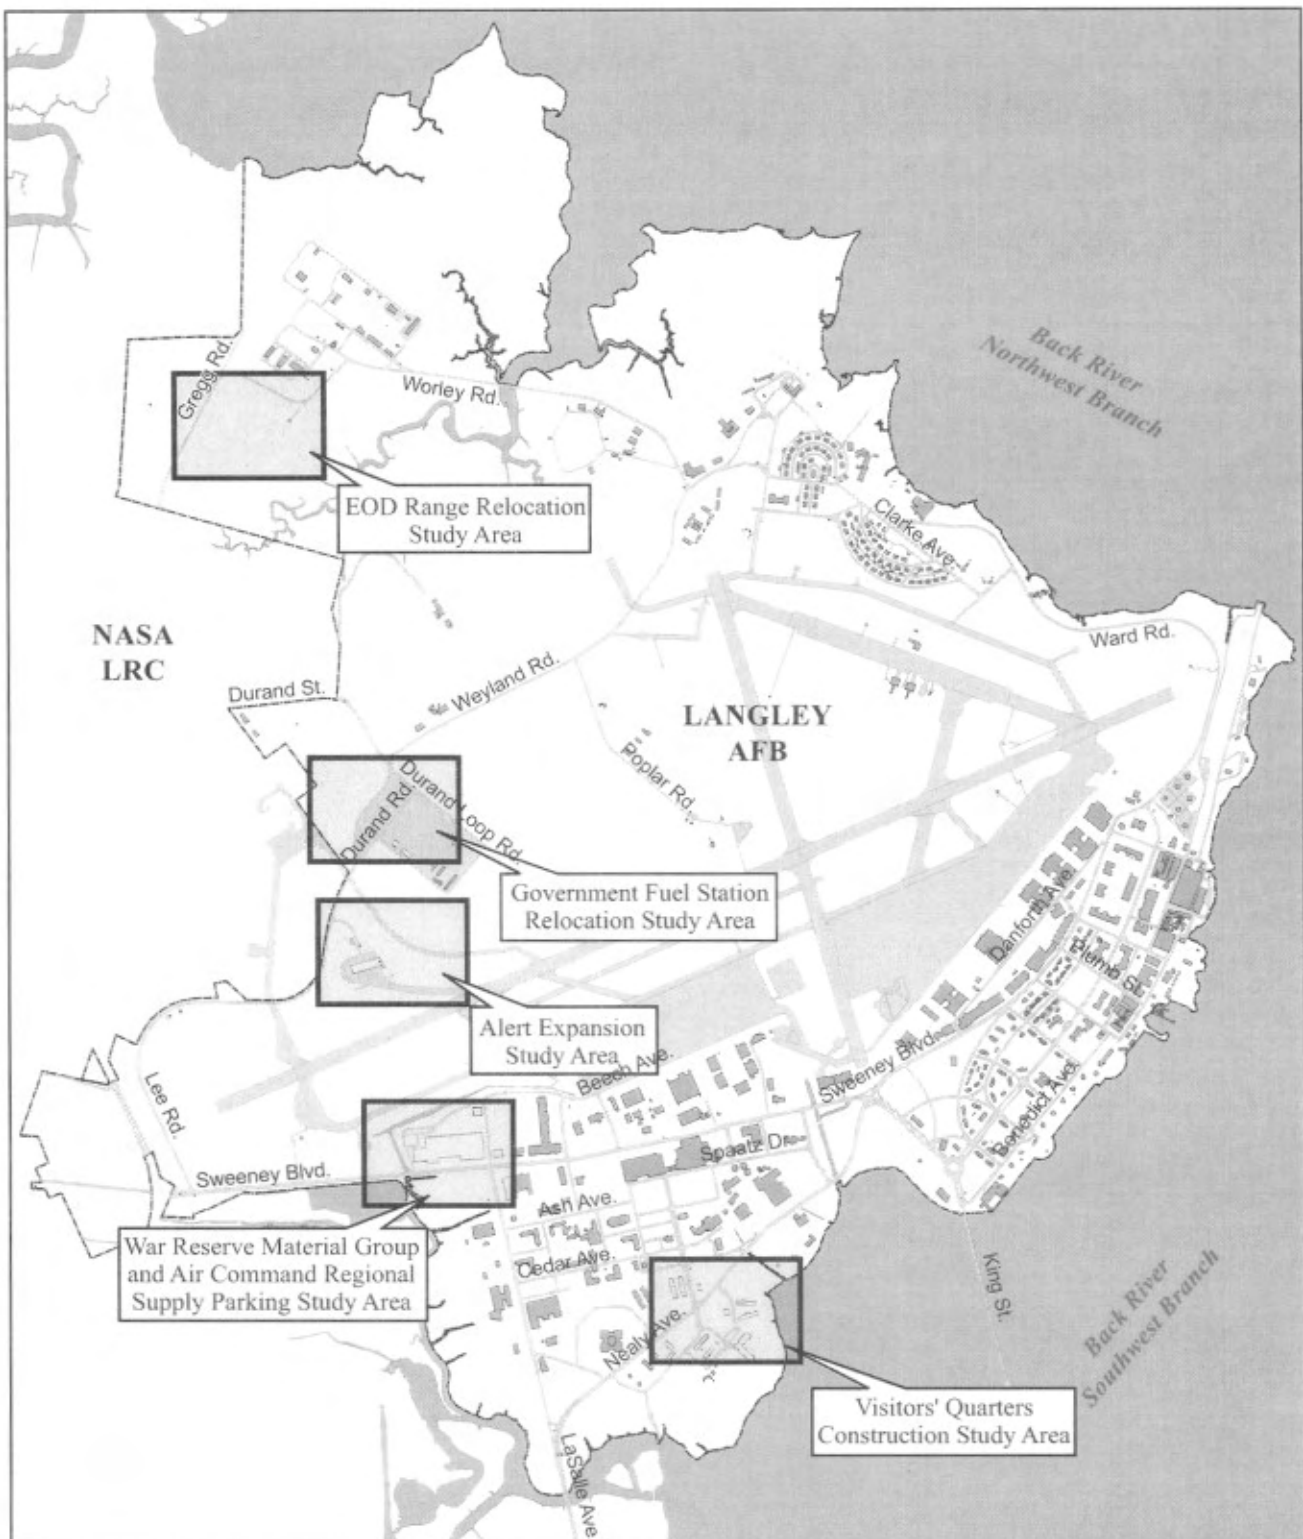 Back River
Northwest Branch
Gregg Rd.
Worley Rd.
EOD Range Relocation
Study Area
Clarke Ave.
NASA
LRC
Ward Rd.
Durand St.
Weyland Rd.
LANGLEY
AFB
Poplar Rd.
Durand Loop Rd.
Durand Rd.
Government Fuel Station
Relocation Study Area
Danforth Ave.
Plumb St.
Alert Expansion
Study Area
Beech Ave.
Sweeney Blvd.
Lee Rd.
Benedict Ave.
Spaatz Dr.
Sweeney Blvd.
Ash Ave.
War Reserve Material Group
and Air Command Regional
Supply Parking Study Area
Cedar Ave.
King St.
Back River
Southwest Branch
Nealy Ave.
Visitors' Quarters
Construction Study Area
LaSalle Ave.